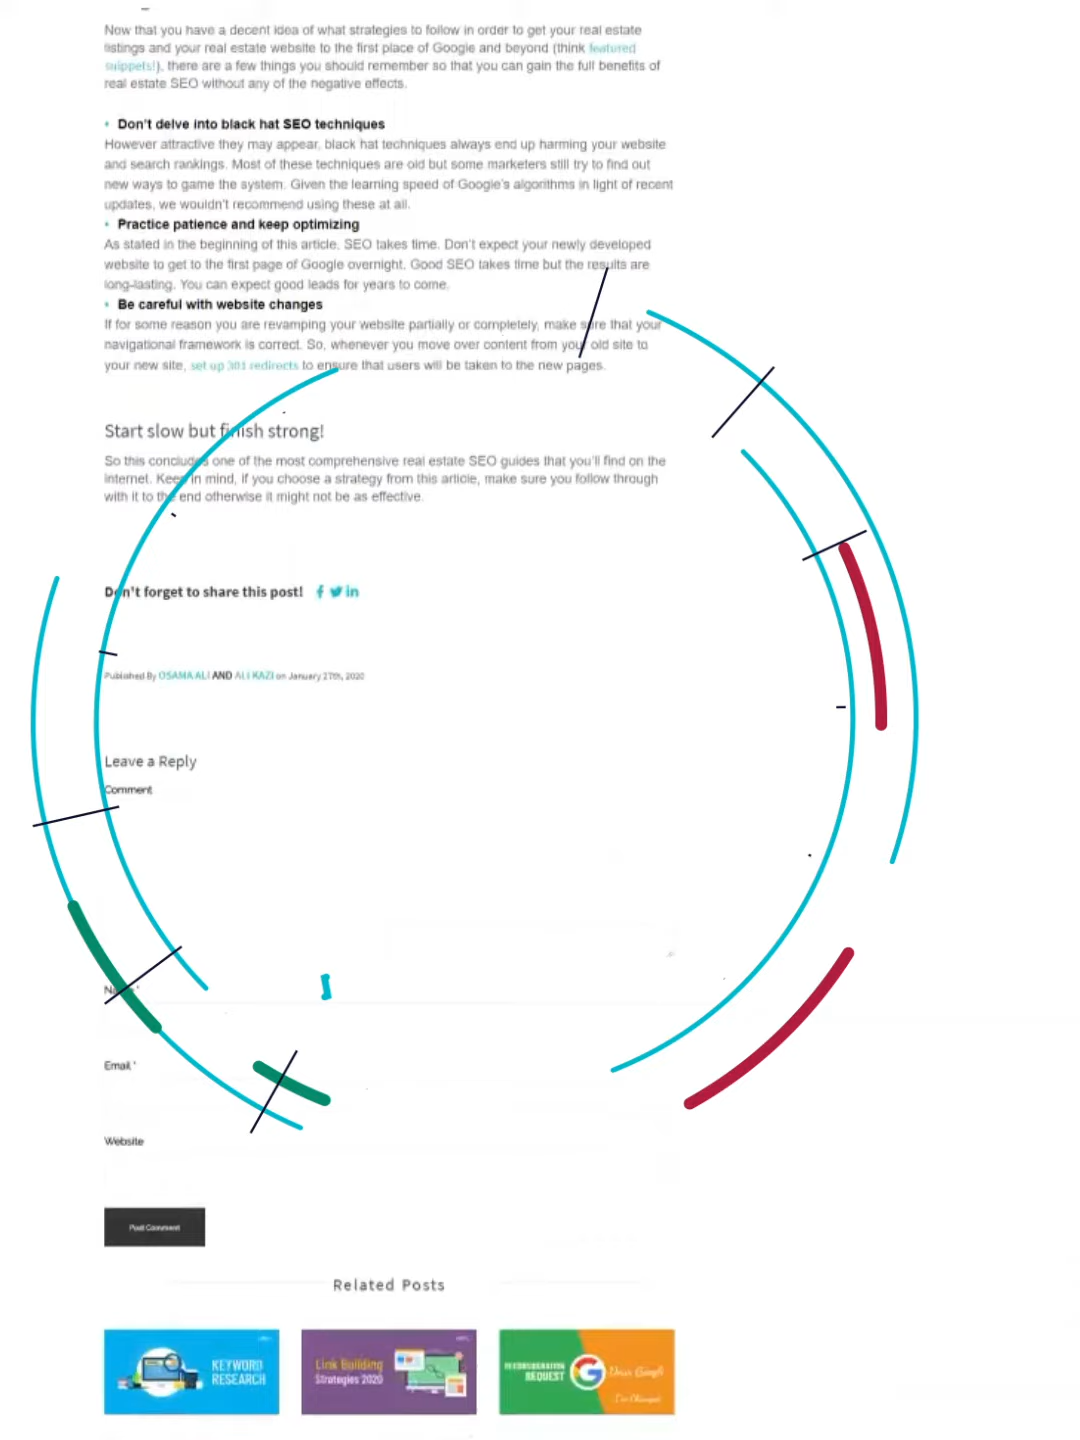 Now that you have a decent idea of what strategies to follow in order to get your real estate
listings and your real estate website to the first place of Google and beyond (think featured
snippets!), there are a few things you should remember so that you can gain the full benefits of
real estate SEO without any of the negative effects.
• Don't delve into black hat SEO techniques
However attractive they may appear, black hat techniques always end up harming your website
and search rankings. Most of these techniques are old but some marketers still try to find out
new ways to game the system. Given the learning speed of Google's algorithms in light of recent
updates, we wouldn't recommend using these at all.
• Practice patience and keep optimizing
As stated in the beginning of this article, SEO takes time. Don't expect your newly developed
website to get to the first page of Google overnight. Good SEO takes time but the results are
long-lasting. You can expect good leads for years to come.
• Be careful with website changes
If for some reason you are revamping your website partially or completely, make sure that your
navigational framework is correct. So, whenever you move over content from your old site to
your new site, set up 301 redirects to ensure that users will be taken to the new pages.
Start slow but finish strong!
So this concludes one of the most comprehensive real estate SEO guides that you'll find on the
internet. Keep in mind, if you choose a strategy from this article, make sure you follow through
with it to the end otherwise it might not be as effective.
Don't forget to share this post!
Published By OSAMA ALI AND ALI KAZI on January 27th, 2020
Leave a Reply
Comment
Name *
Email *
Website
Post Comment
Related Posts
KEYWORD
RESEARCH
Link Building
Strategies 2020
RECONSIDERATION
REQUEST
Dear Google
I've Changed